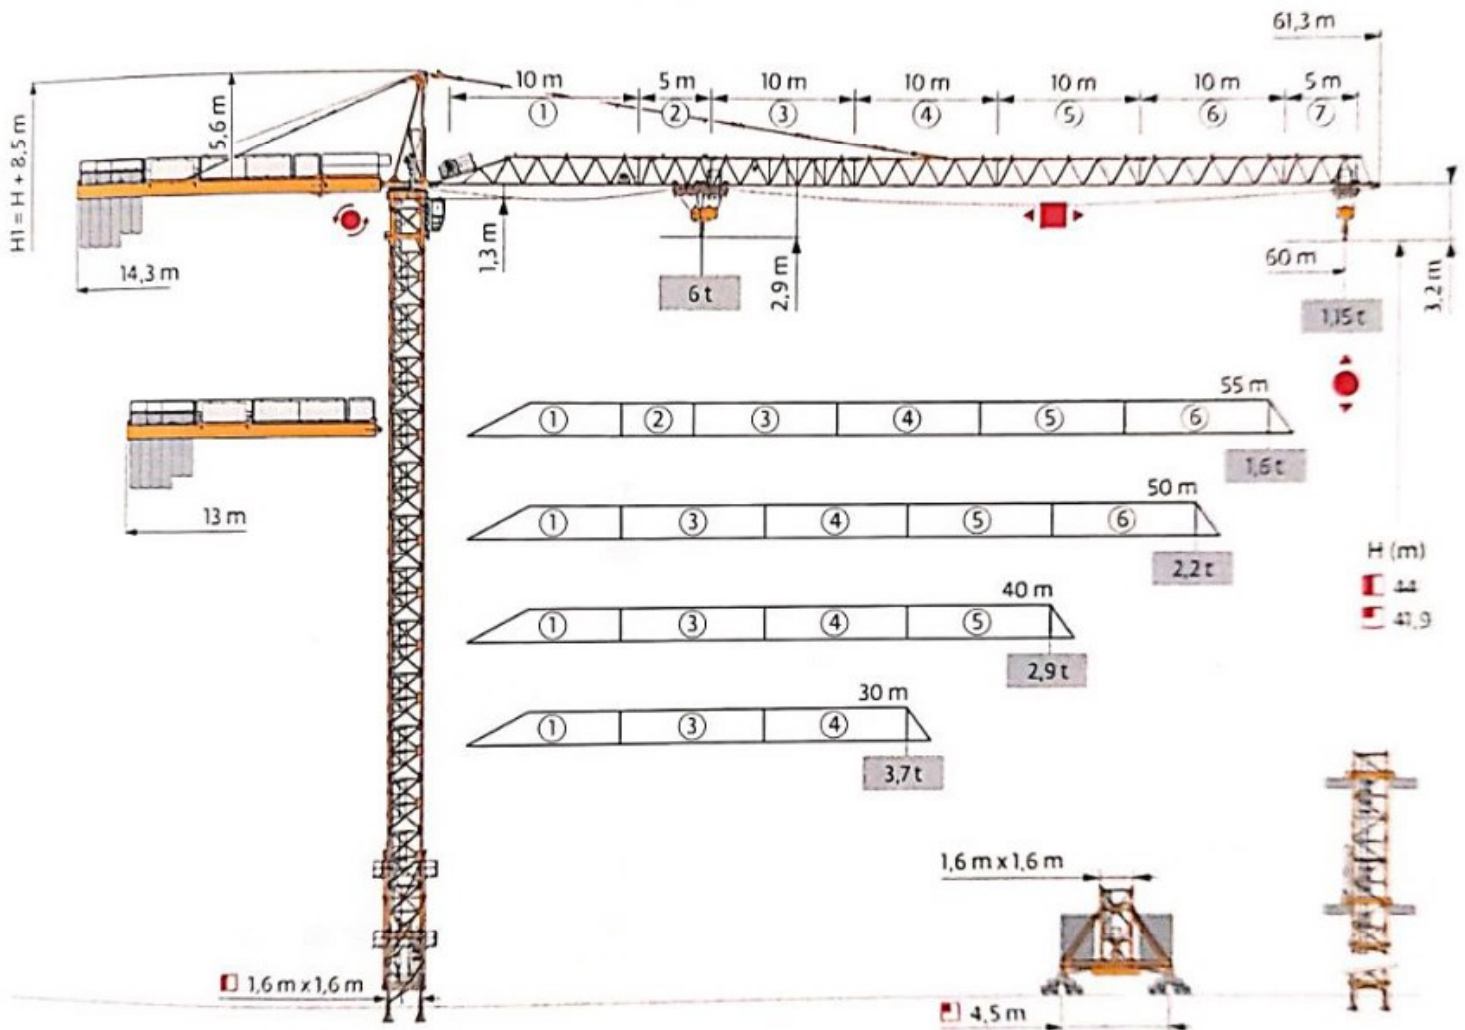 61,3 m
10 m 5 m 10 m 10 m 10 m 10 m 5 m
① ② ③ ④ ⑤ ⑥ ⑦
5,6 m
H1 = H + 8,5 m
14,3 m
1,3 m
6 t
2,9 m
60 m
3,2 m
1,15 t
55 m
① ② ③ ④ ⑤ ⑥
1,6 t
13 m
50 m
① ③ ④ ⑤ ⑥
2,2 t
H (m)
44
41,9
40 m
① ③ ④ ⑤
2,9 t
30 m
① ③ ④
3,7 t
1,6 m x 1,6 m
1,6 m x 1,6 m
4,5 m